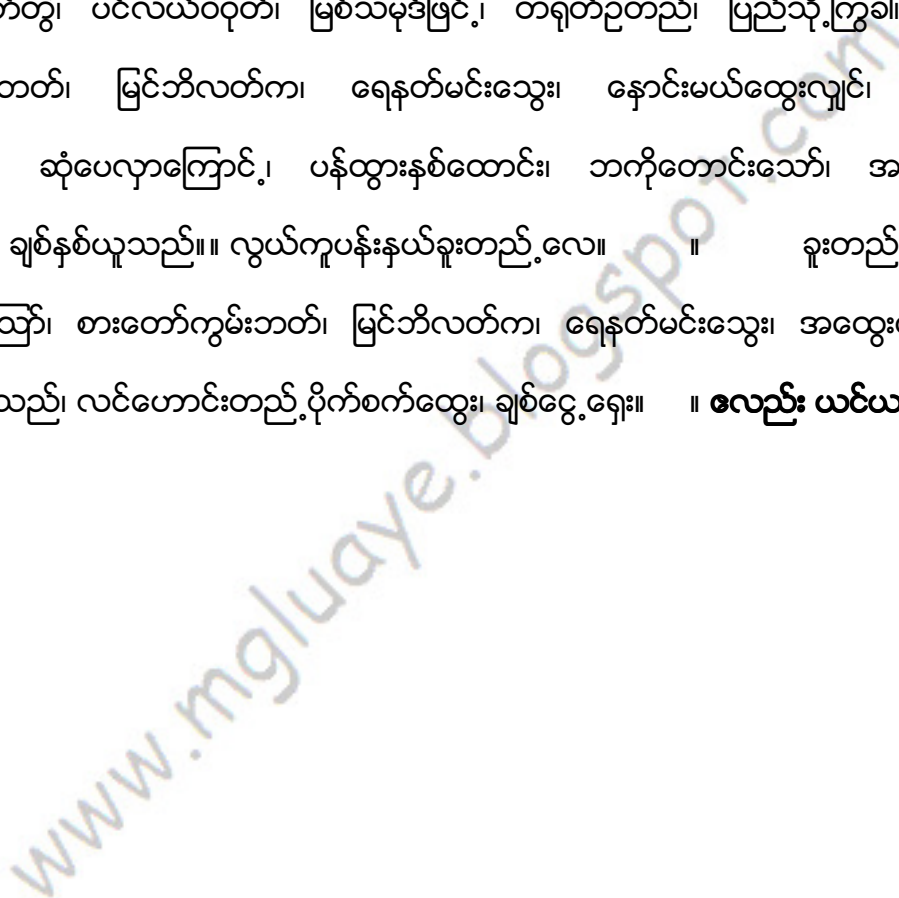 ပင်လယ်ဝဝုတ်၊ မြစ်သမုဒ်ဖြင့်၊ တရုတ်ဥတည်၊ ပြည်သို့ကြွခါ
ဘတ်၊ မြင်ဘိလတ်က၊ ရေနတ်မင်းသွေး၊ နှောင်းမယ်ထွေးလျှင်၊
ဆုံပေလှာကြောင့်၊ ပန်ထွားနှစ်ထောင်း၊ ဘကိုတောင်းသော်၊ အ
ချစ်နှစ်ယူသည်။ ။ လွယ်ကူပန်းနှယ်ခူးတည့်လေ။ ။ ခူးတည်
သြော်၊ စားတော်ကွမ်းဘတ်၊ မြင်ဘိလတ်က၊ ရေနတ်မင်းသွေး၊ အထွေး
သည်၊ လင်ဟောင်းတည့်ပိုက်စက်ထွေး၊ ချစ်ငွေ့ရှေး။ ။ ဧလည်း ယင်ယ
www.mgluaye.blogspot.com